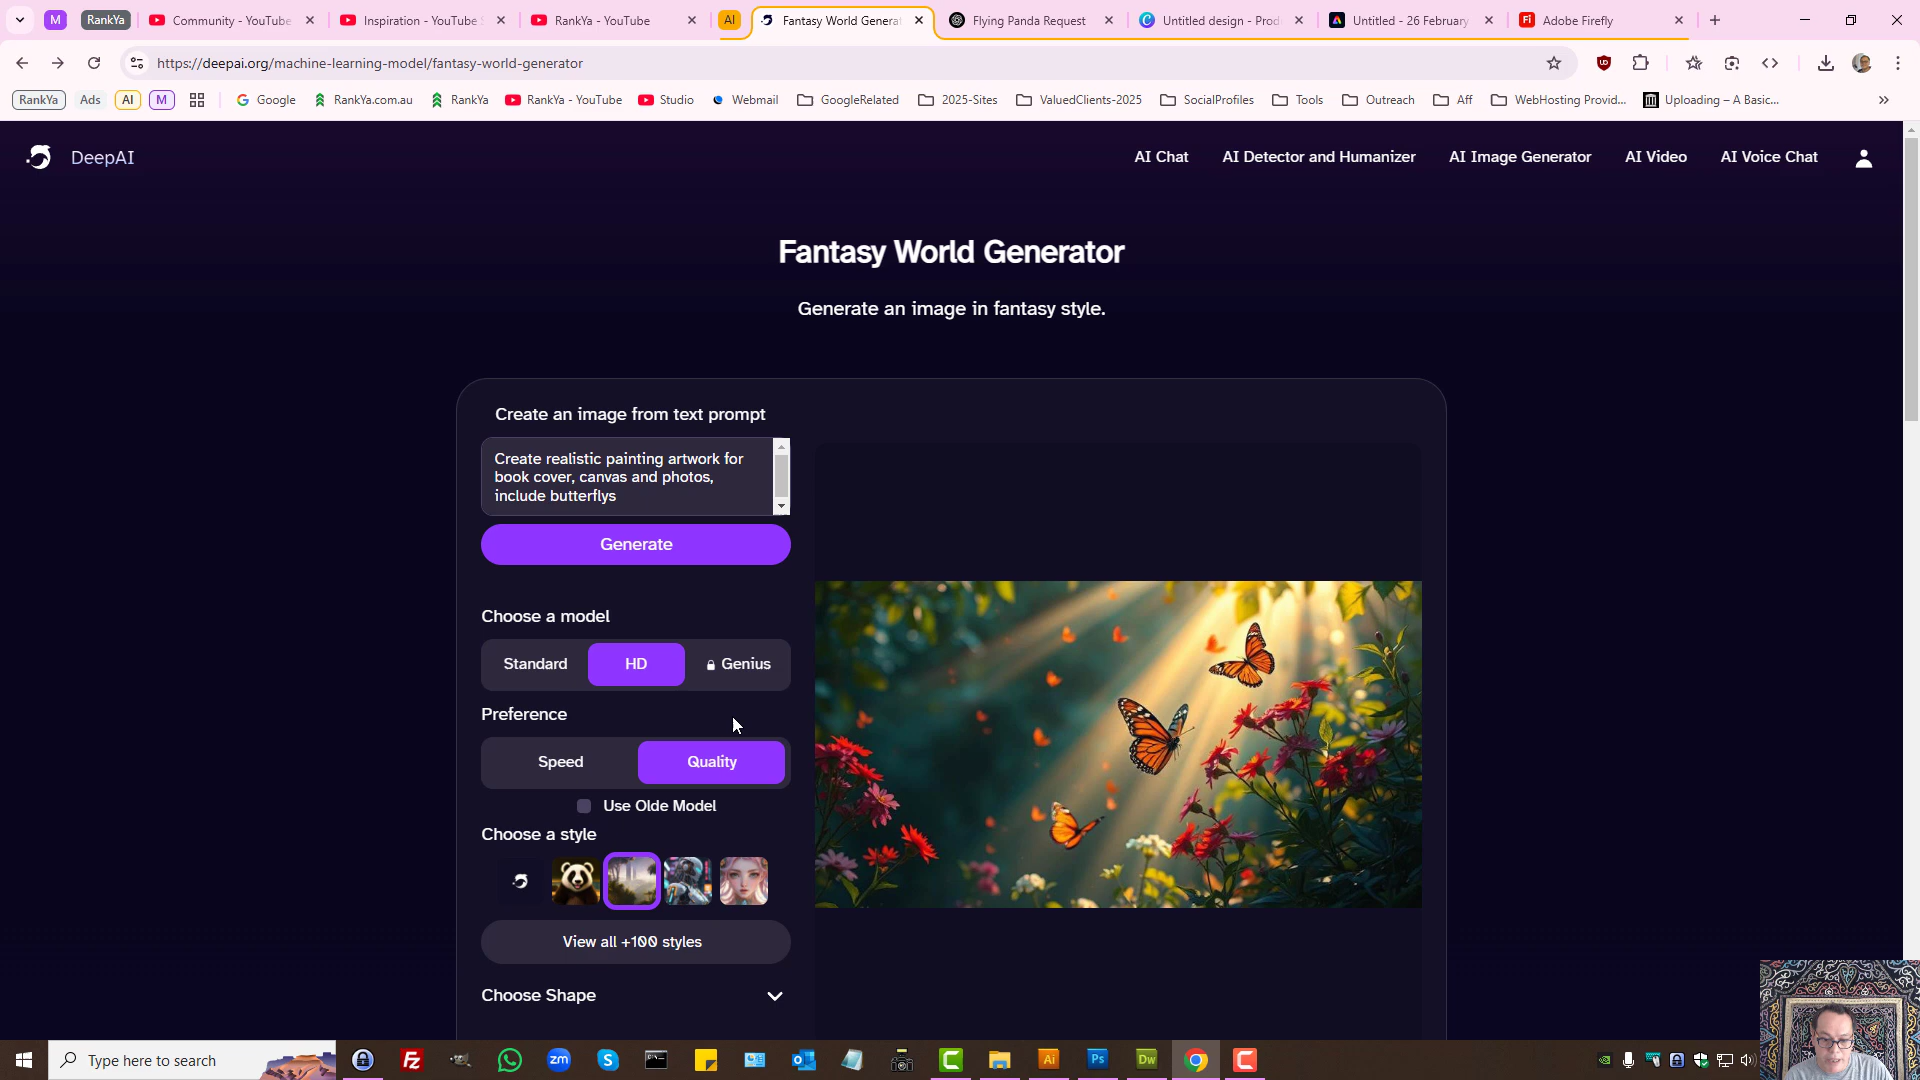 M
RankYa
Community - YouTube
Inspiration - YouTube S
RankYa - YouTube
AI
Fantasy World Generat
Flying Panda Request
Untitled design - Prod
Untitled - 26 February
Adobe Firefly
https://deepai.org/machine-learning-model/fantasy-world-generator
RankYa
Ads
AI
M
Google
RankYa.com.au
RankYa
RankYa - YouTube
Studio
Webmail
GoogleRelated
2025-Sites
ValuedClients-2025
SocialProfiles
Tools
Outreach
Aff
WebHosting Provid...
Uploading – A Basic...
DeepAI
AI Chat
AI Detector and Humanizer
AI Image Generator
AI Video
AI Voice Chat
Fantasy World Generator
Generate an image in fantasy style.
Create an image from text prompt
Create realistic painting artwork for
book cover, canvas and photos,
include butterflys
Generate
Choose a model
Standard
HD
Genius
Preference
Speed
Quality
Use Olde Model
Choose a style
View all +100 styles
Choose Shape
Type here to search
Fz
zm
Ai
Ps
Dw